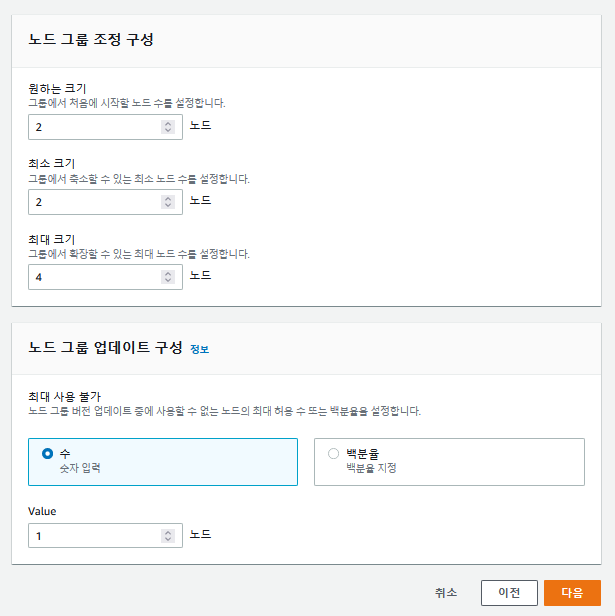 노드 그룹 조정 구성
원하는 크기
그룹에서 처음에 시작할 노드 수를 설정합니다.
2 노드
최소 크기
그룹에서 축소할 수 있는 최소 노드 수를 설정합니다.
2 노드
최대 크기
그룹에서 확장할 수 있는 최대 노드 수를 설정합니다.
4 노드
노드 그룹 업데이트 구성 정보
최대 사용 불가
노드 그룹 버전 업데이트 중에 사용할 수 없는 노드의 최대 허용 수 또는 백분율을 설정합니다.
수 백분율
숫자 입력 백분율 지정
Value
1 노드
취소 이전 다음